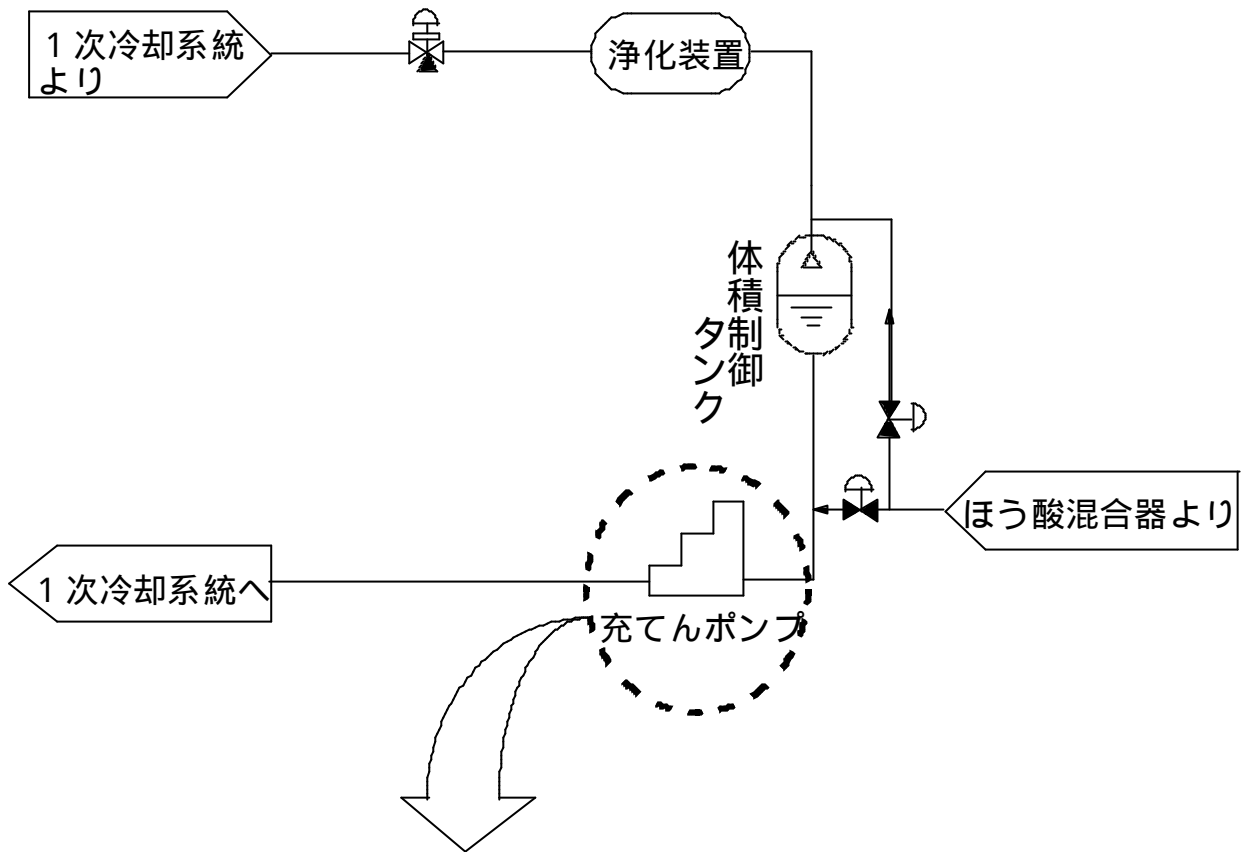 1次冷却系統
より
浄化装置
体積制御
タンク
ほう酸混合器より
1次冷却系統へ
充てんポンプ